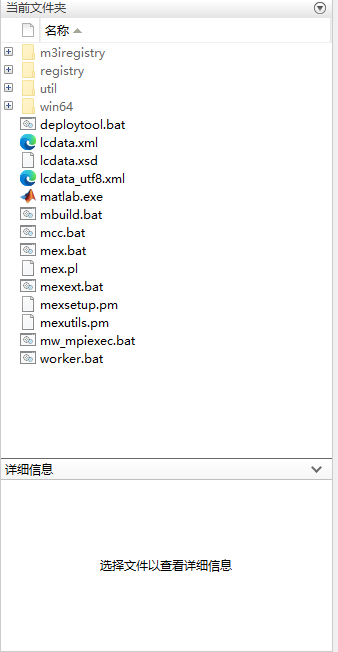 当前文件夹
名称
m3iregistry
registry
util
win64
deploytool.bat
lcdata.xml
lcdata.xsd
lcdata_utf8.xml
matlab.exe
mbuild.bat
mcc.bat
mex.bat
mex.pl
mexext.bat
mexsetup.pm
mexutils.pm
mw_mpiexec.bat
worker.bat
详细信息
选择文件以查看详细信息